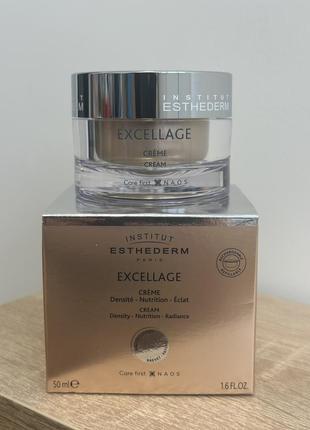 INSTITUT
ESTHEDERM
EXCELLAGE
CRÈME
CREAM
Care first NAOS
INSTITUT
ESTHEDERM
PARIS
EXCELLAGE
CRÈME
Densité - Nutrition - Éclat
CREAM
Density - Nutrition - Radiance
Care first NAOS
50 ml ℮
1.6 FL.OZ.